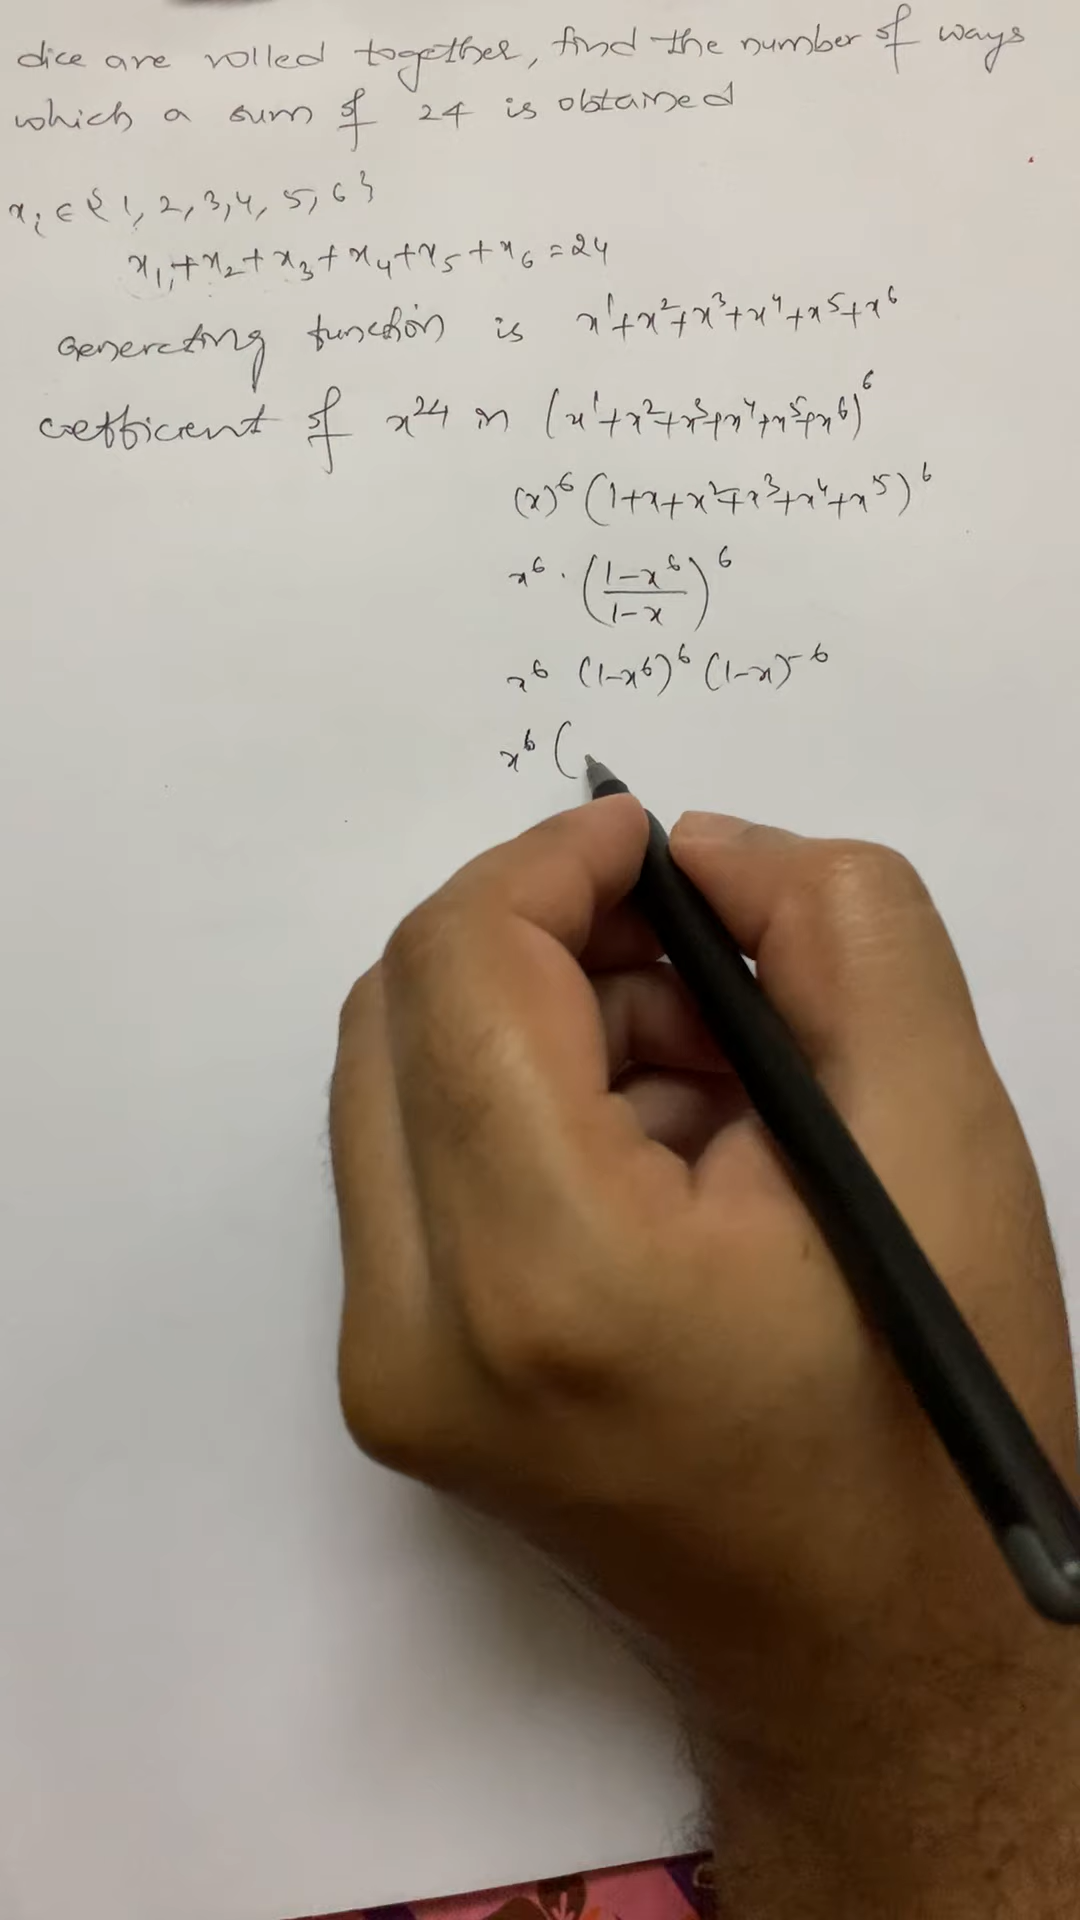 dice are rolled together, find the number of ways
which a sum of 24 is obtained
xᵢ ∈ {1, 2, 3, 4, 5, 6}
x₁ + x₂ + x₃ + x₄ + x₅ + x₆ = 24
Generating function is x¹+x²+x³+x⁴+x⁵+x⁶
coefficient of x²⁴ in (x¹+x²+x³+x⁴+x⁵+x⁶)⁶
(x)⁶ (1+x+x²+x³+x⁴+x⁵)⁶
x⁶ · ((1-x⁶)/(1-x))⁶
x⁶ (1-x⁶)⁶ (1-x)⁻⁶
x⁶ (